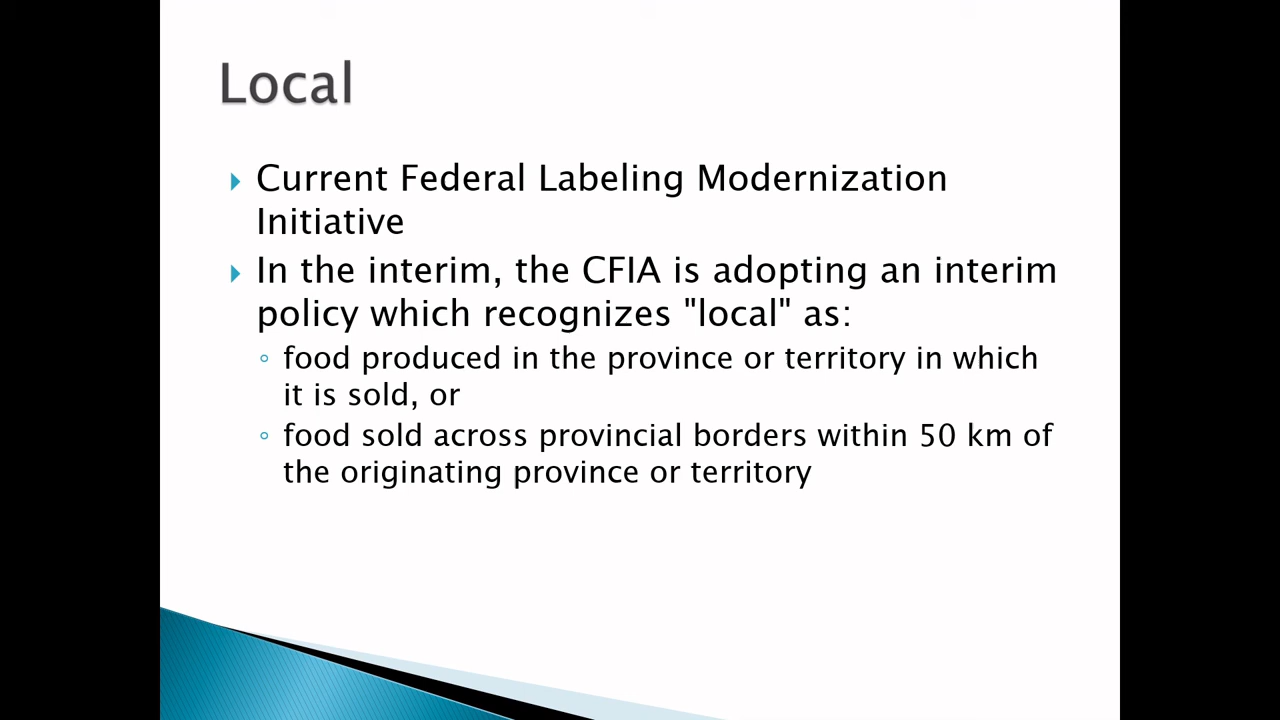 Local
Current Federal Labeling Modernization
Initiative
In the interim, the CFIA is adopting an interim
policy which recognizes "local" as:
food produced in the province or territory in which
it is sold, or
food sold across provincial borders within 50 km of
the originating province or territory